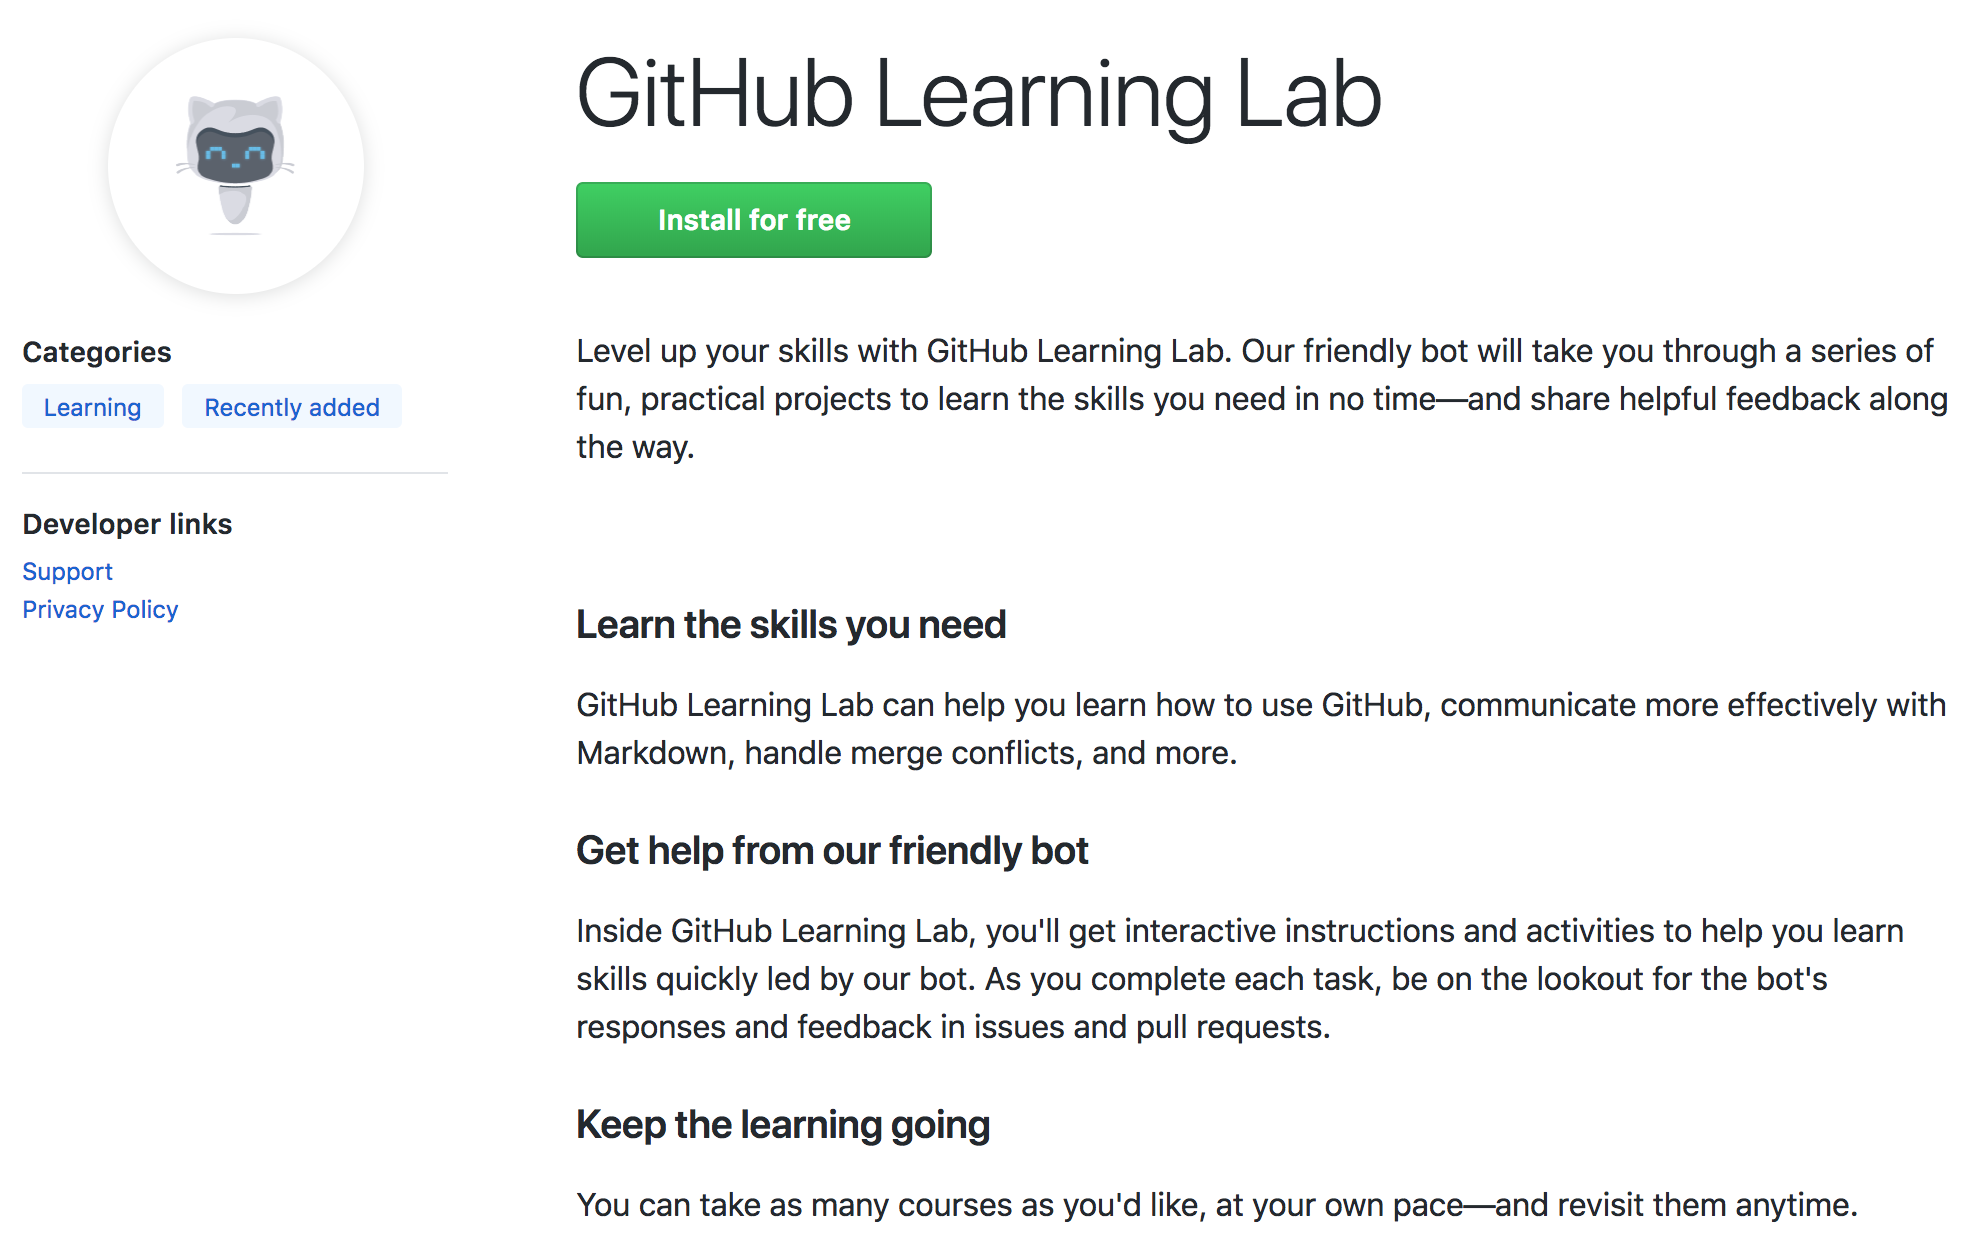 GitHub Learning Lab
Install for free
Categories
Learning
Recently added
Developer links
Support
Privacy Policy
Level up your skills with GitHub Learning Lab. Our friendly bot will take you through a series of
fun, practical projects to learn the skills you need in no time—and share helpful feedback along
the way.
Learn the skills you need
GitHub Learning Lab can help you learn how to use GitHub, communicate more effectively with
Markdown, handle merge conflicts, and more.
Get help from our friendly bot
Inside GitHub Learning Lab, you'll get interactive instructions and activities to help you learn
skills quickly led by our bot. As you complete each task, be on the lookout for the bot's
responses and feedback in issues and pull requests.
Keep the learning going
You can take as many courses as you'd like, at your own pace—and revisit them anytime.